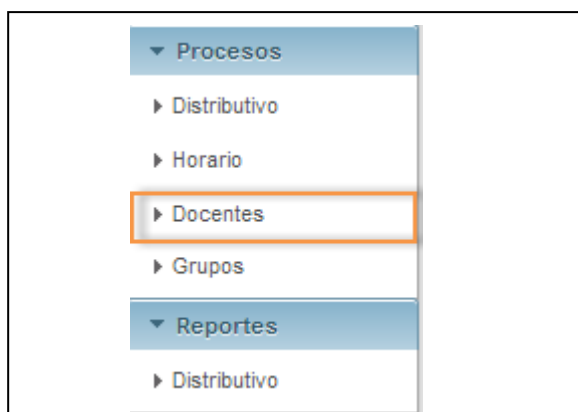 Procesos
Distributivo
Horario
Docentes
Grupos
Reportes
Distributivo